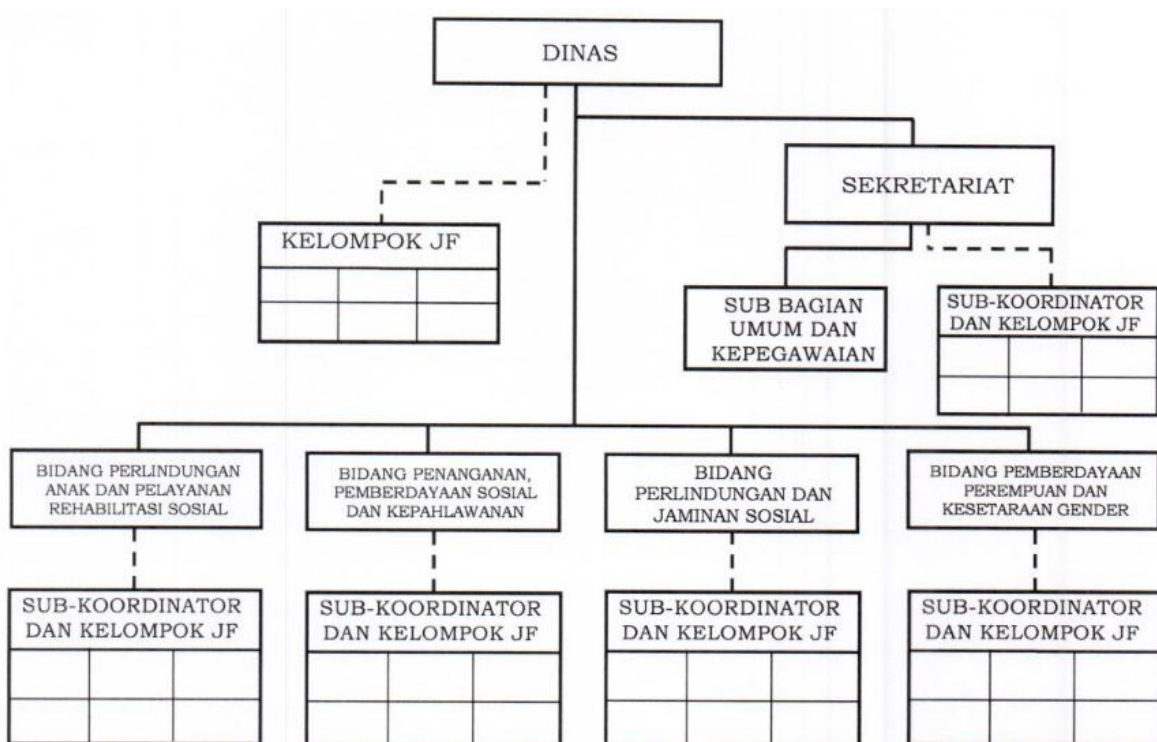 DINAS
SEKRETARIAT
KELOMPOK JF
SUB BAGIAN
UMUM DAN
KEPEGAWAIAN
SUB-KOORDINATOR
DAN KELOMPOK JF
BIDANG PERLINDUNGAN
ANAK DAN PELAYANAN
REHABILITASI SOSIAL
BIDANG PENANGANAN,
PEMBERDAYAAN SOSIAL
DAN KEPAHLAWANAN
BIDANG
PERLINDUNGAN DAN
JAMINAN SOSIAL
BIDANG PEMBERDAYAAN
PEREMPUAN DAN
KESETARAAN GENDER
SUB-KOORDINATOR
DAN KELOMPOK JF
SUB-KOORDINATOR
DAN KELOMPOK JF
SUB-KOORDINATOR
DAN KELOMPOK JF
SUB-KOORDINATOR
DAN KELOMPOK JF